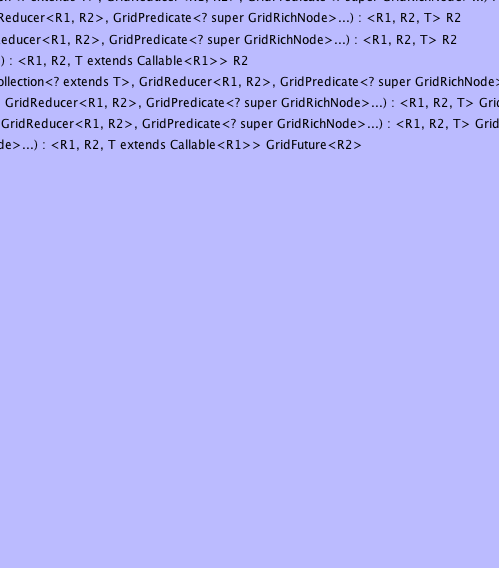 Reducer<R1, R2>, GridPredicate<? super GridRichNode>...) : <R1, R2, T> R2
educer<R1, R2>, GridPredicate<? super GridRichNode>...) : <R1, R2, T> R2
) : <R1, R2, T extends Callable<R1>> R2
ollection<? extends T>, GridReducer<R1, R2>, GridPredicate<? super GridRichNode>
GridReducer<R1, R2>, GridPredicate<? super GridRichNode>...) : <R1, R2, T> Gri
GridReducer<R1, R2>, GridPredicate<? super GridRichNode>...) : <R1, R2, T> Grid
de>...) : <R1, R2, T extends Callable<R1>> GridFuture<R2>